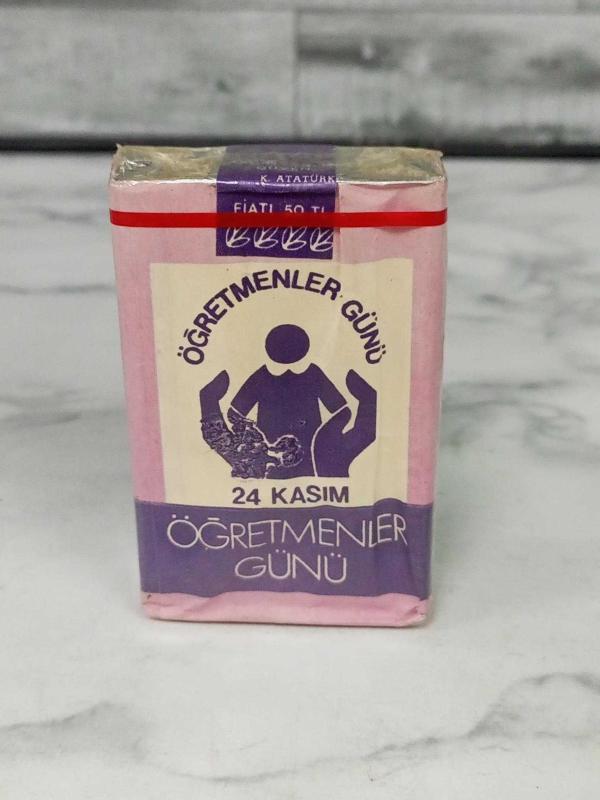 K. ATATÜRK
FİATI 50 TL
ÖĞRETMENLER GÜNÜ
24 KASIM
ÖĞRETMENLER
GÜNÜ